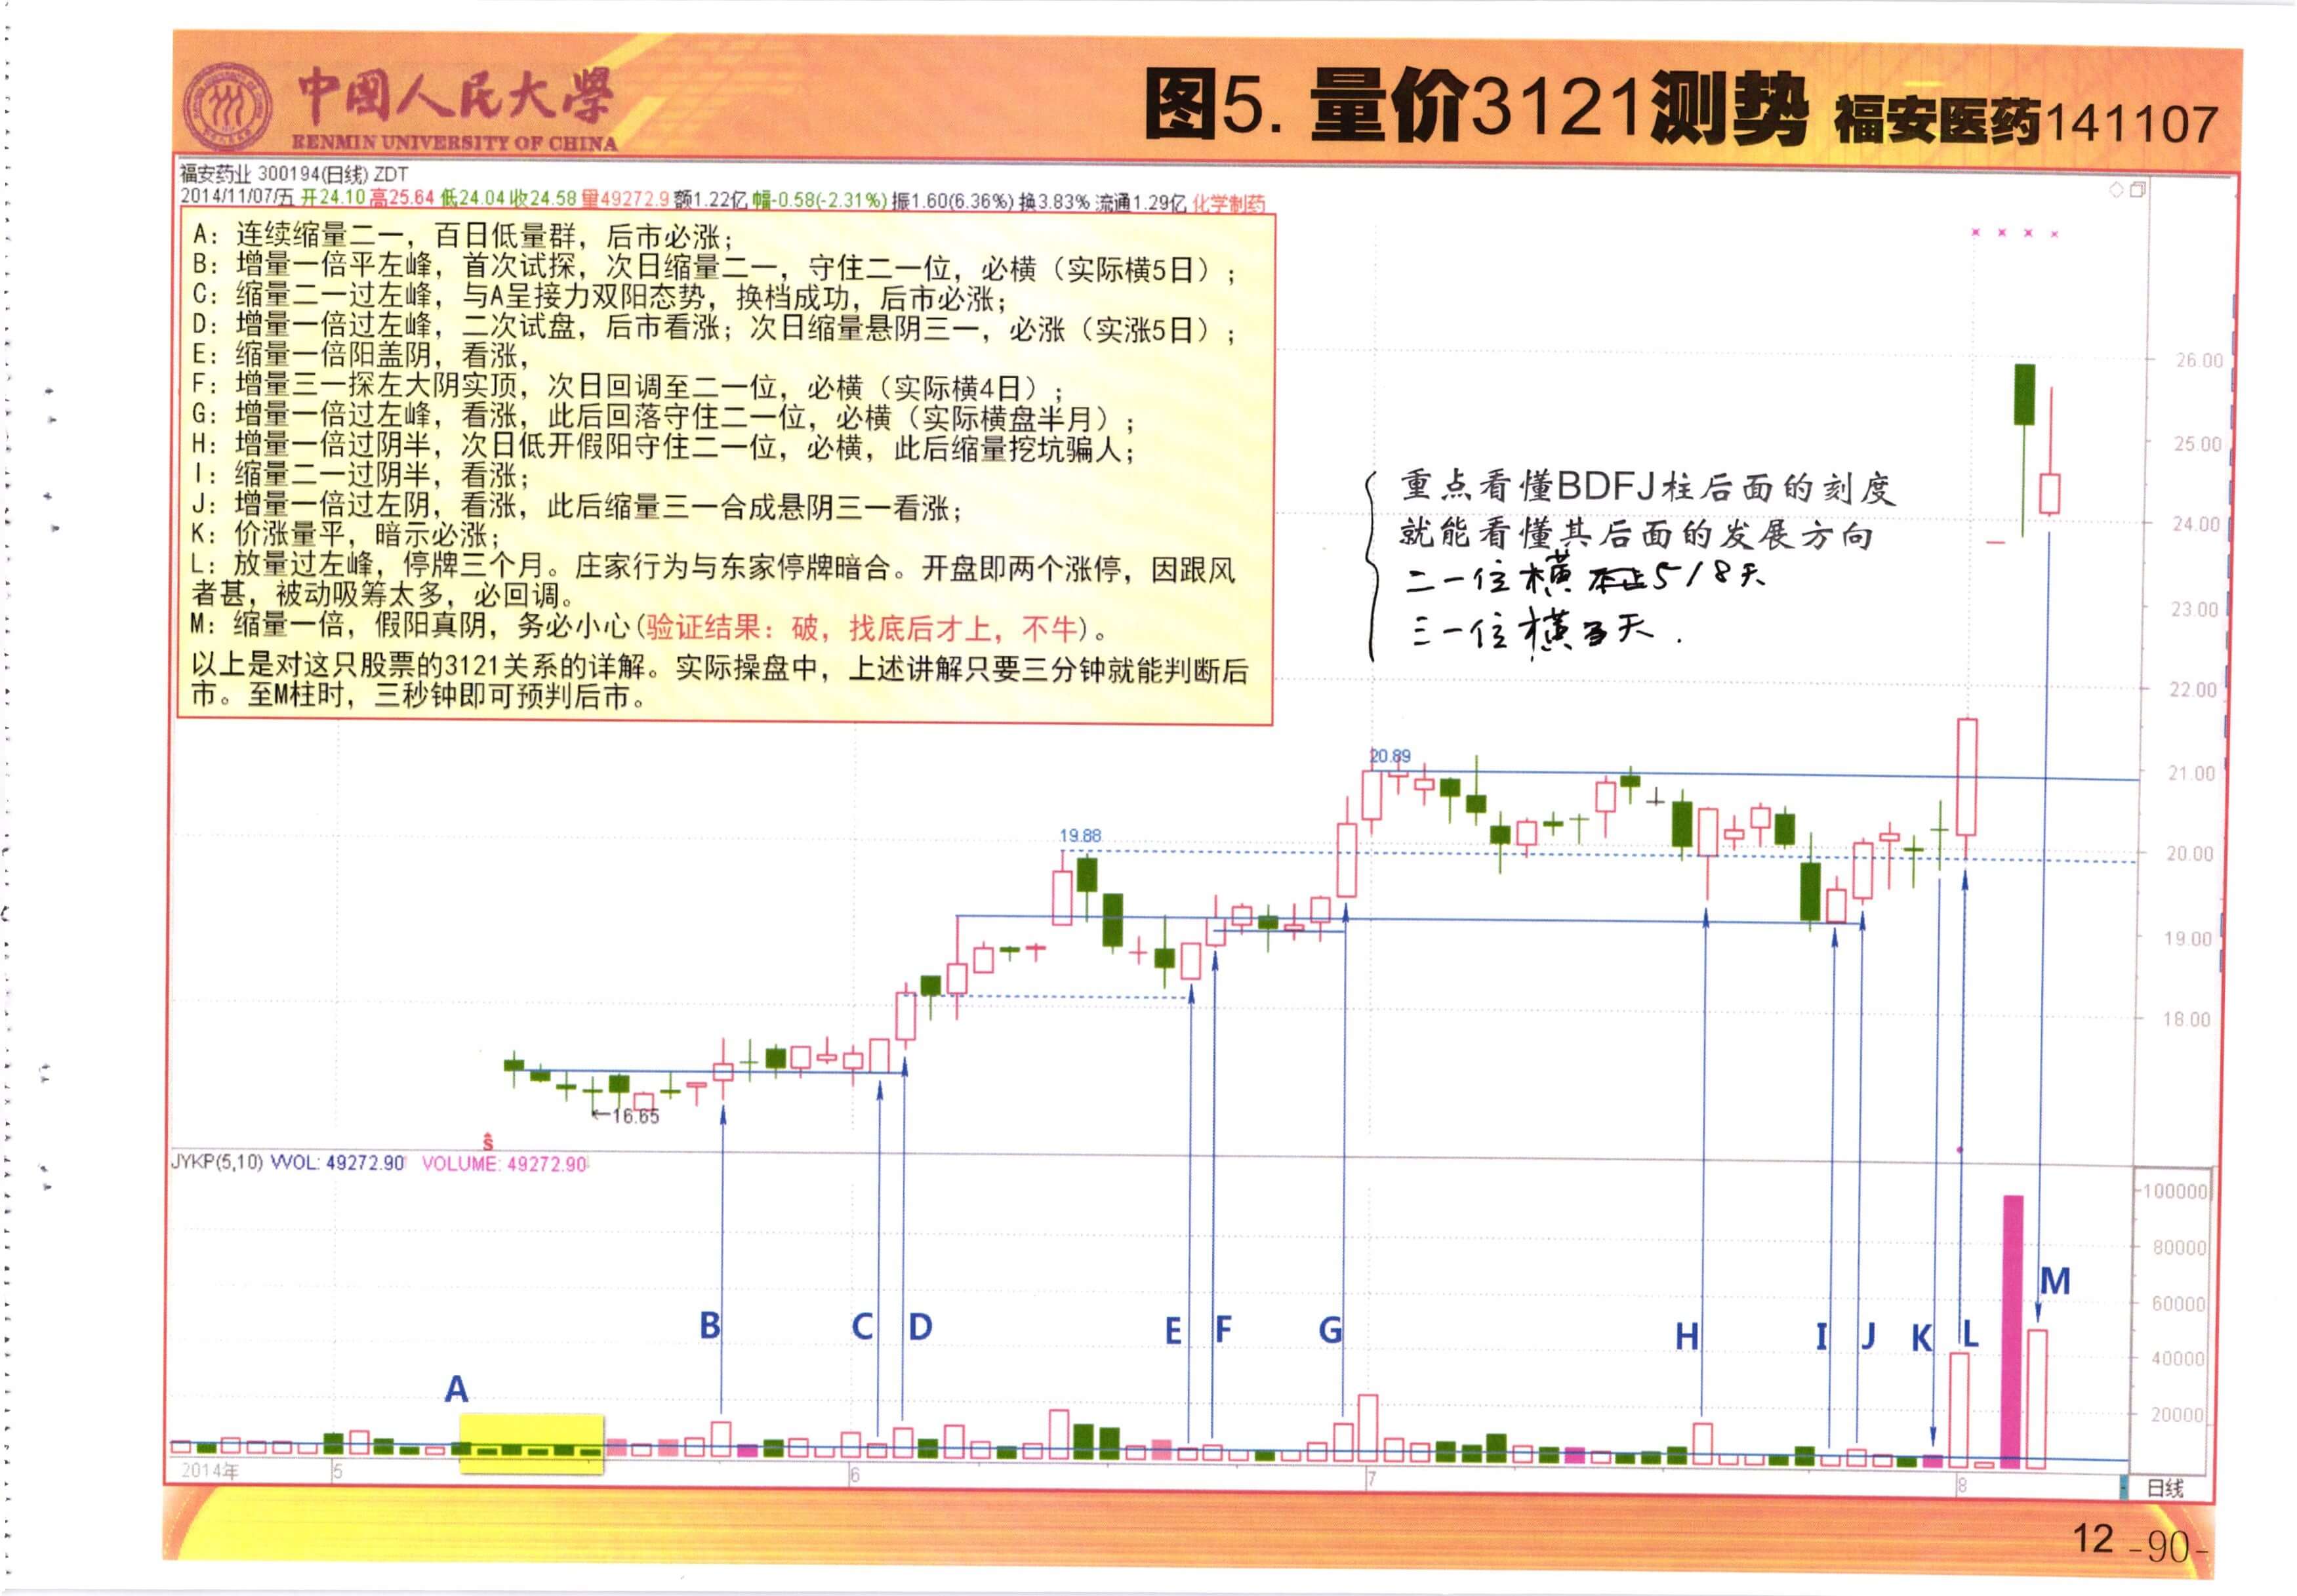 中國人民大學
RENMIN UNIVERSITY OF CHINA
图5. 量价3121测势 福安医药141107
福安药业 300194(日线) ZDT
2014/11/07/五 开24.10 高25.64 低24.04 收24.58 量49272.9 额1.22亿 幅-0.58(-2.31%) 振1.60(6.36%) 换3.83% 流通1.29亿 化学制药
A：连续缩量二一，百日低量群，后市必涨；
B：增量一倍平左峰，首次试探，次日缩量二一，守住二一位，必横（实际横5日）；
C：缩量二一过左峰，与A呈接力双阳态势，换档成功，后市必涨；
D：增量一倍过左峰，二次试盘，后市看涨；次日缩量悬阴三一，必涨（实涨5日）；
E：缩量一倍阳盖阴，看涨，
F：增量三一探左大阴实顶，次日回调至二一位，必横（实际横4日）；
G：增量一倍过左峰，看涨，此后回落守住二一位，必横（实际横盘半月）；
H：增量一倍过阴半，次日低开假阳守住二一位，必横，此后缩量挖坑骗人；
I：缩量二一过阴半，看涨；
J：增量一倍过左阴，看涨，此后缩量三一合成悬阴三一看涨；
K：价涨量平，暗示必涨；
L：放量过左峰，停牌三个月。庄家行为与东家停牌暗合。开盘即两个涨停，因跟风
者甚，被动吸筹太多，必回调。
M：缩量一倍，假阳真阴，务必小心(验证结果：破，找底后才上，不牛)。
以上是对这只股票的3121关系的详解。实际操盘中，上述讲解只要三分钟就能判断后
市。至M柱时，三秒钟即可预判后市。
重点看懂BDFJ柱后面的刻度
就能看懂其后面的发展方向
二一位横 5/8天
三一位横 天.
26.00
25.00
24.00
23.00
22.00
21.00
20.00
19.00
18.00
20.89
19.88
←16.65
ŝ
JYKP(5,10) VVOL: 49272.90 VOLUME: 49272.90
100000
80000
60000
40000
20000
A
B
C
D
E
F
G
H
I
J
K
L
M
2014年
5
6
7
8
日线
12 -90-